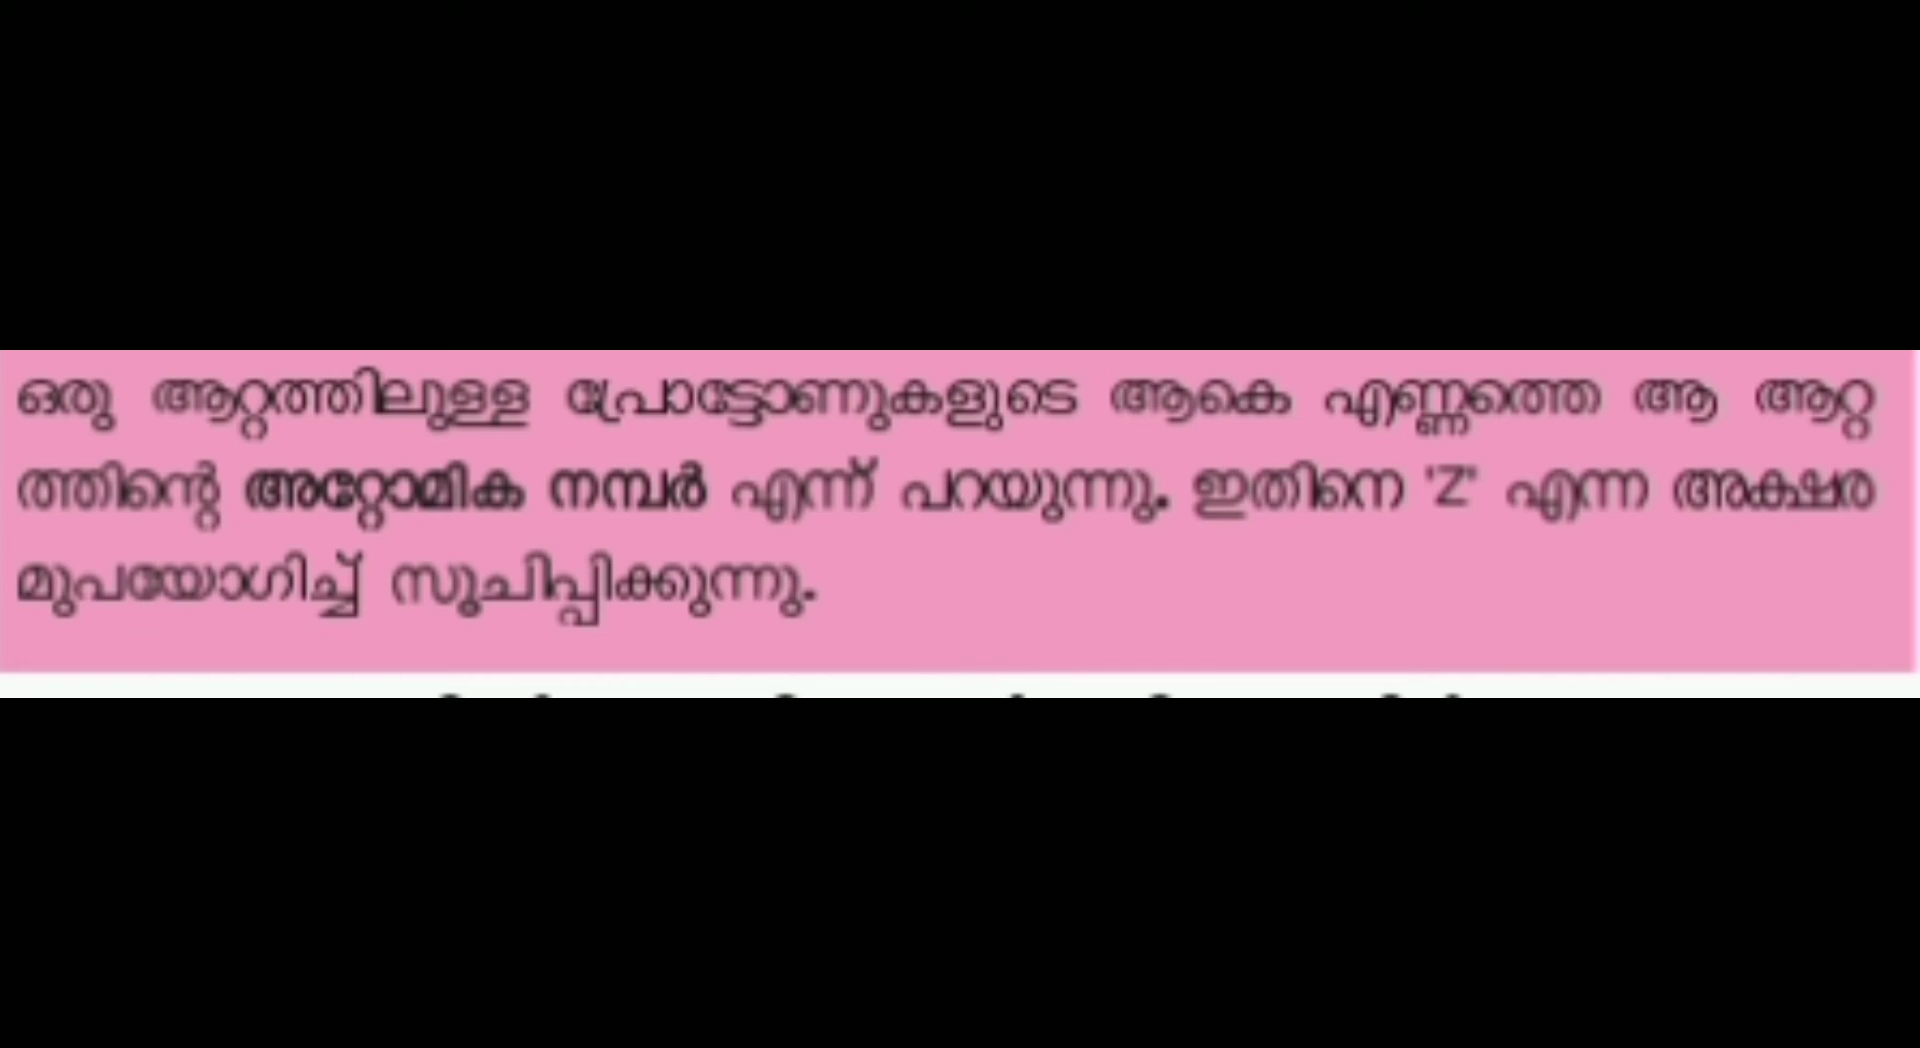 ഒരു ആറ്റത്തിലുള്ള പ്രോട്ടോണുകളുടെ ആകെ എണ്ണത്തെ ആ ആറ്റ
ത്തിന്റെ അറ്റോമിക നമ്പർ എന്ന് പറയുന്നു. ഇതിനെ 'Z' എന്ന അക്ഷര
മുപയോഗിച്ച് സൂചിപ്പിക്കുന്നു.